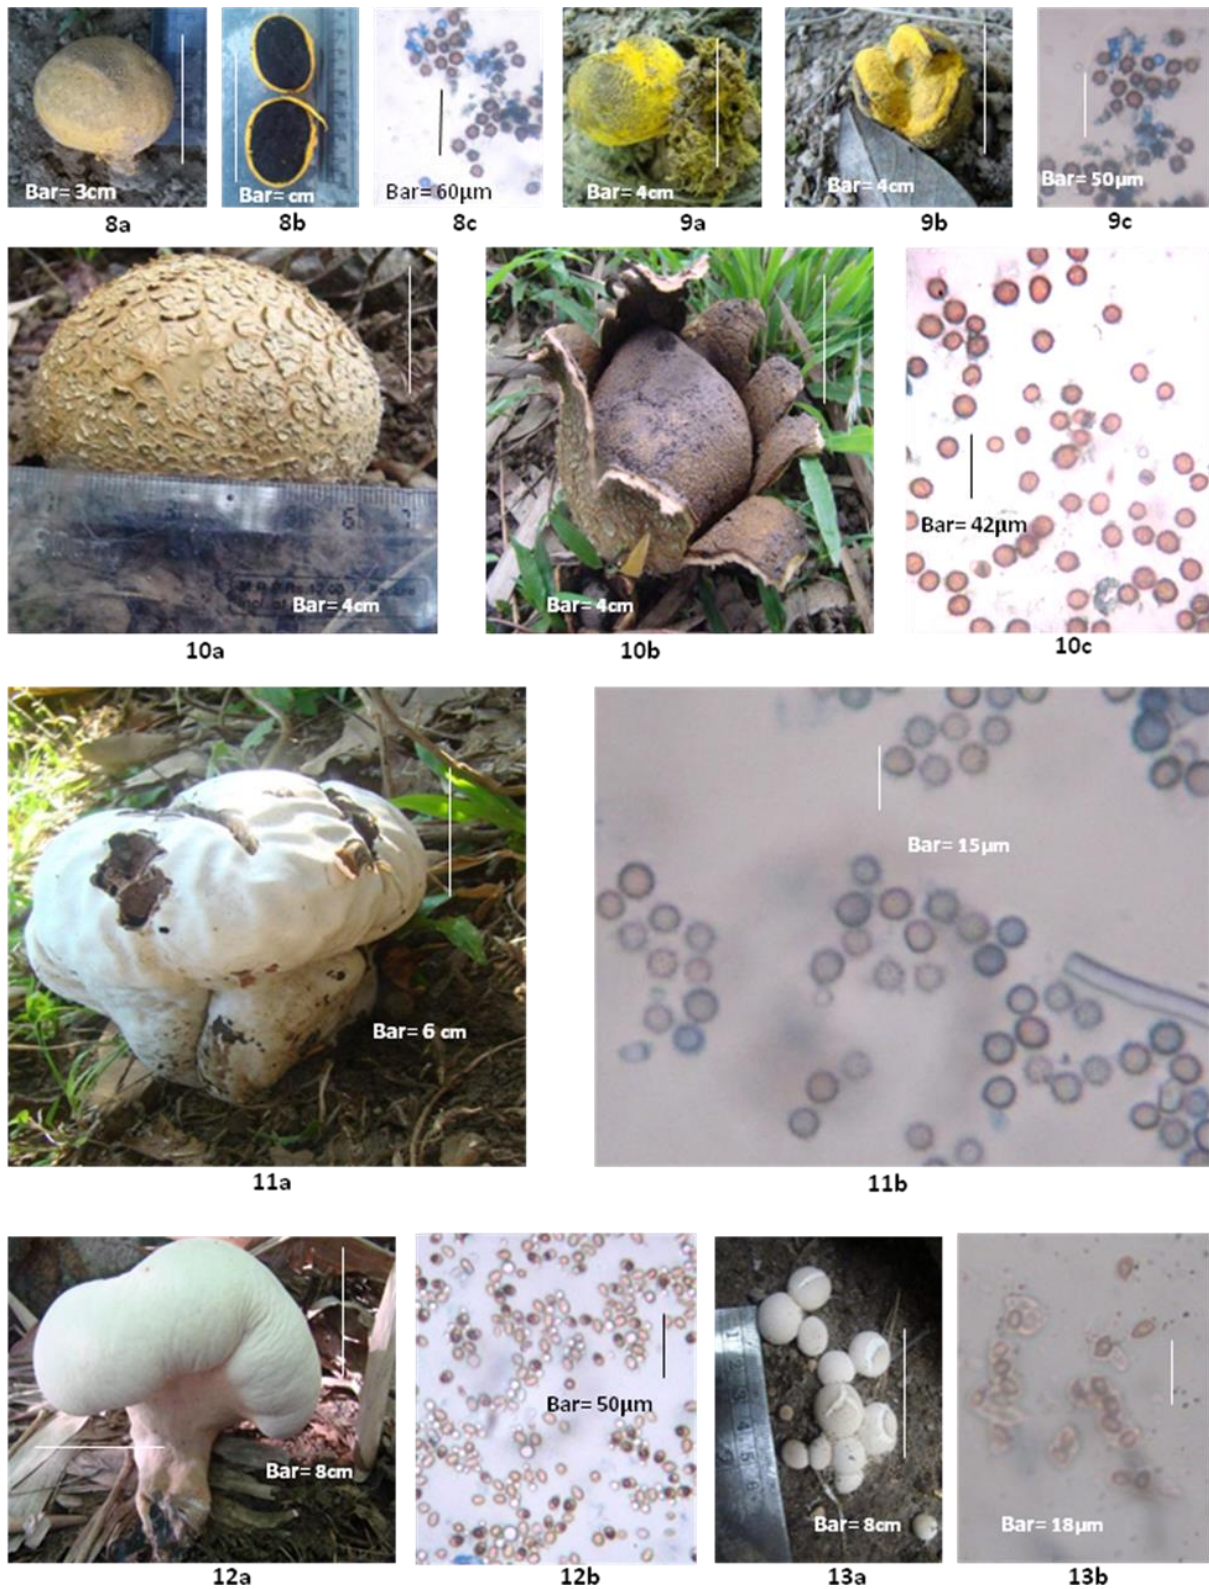 Bar= 3cm
Bar= cm
Bar= 60µm
Bar= 4cm
Bar= 4cm
Bar= 50µm
8a
8b
8c
9a
9b
9c
Bar= 4cm
Bar= 4cm
Bar= 42µm
10a
10b
10c
Bar= 6 cm
Bar= 15µm
11a
11b
Bar= 8cm
Bar= 50µm
Bar= 8cm
Bar= 18µm
12a
12b
13a
13b